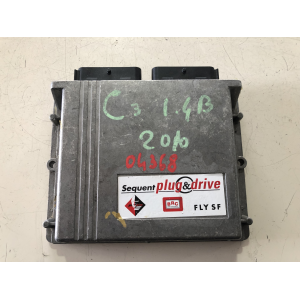 C3 1.4B
2010
04368
Sequent plug&drive
BRC
FLY SF